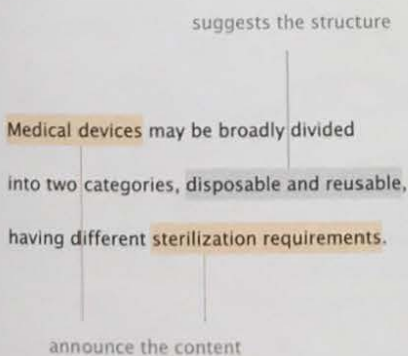 suggests the structure
Medical devices may be broadly divided
into two categories, disposable and reusable,
having different sterilization requirements.
announce the content